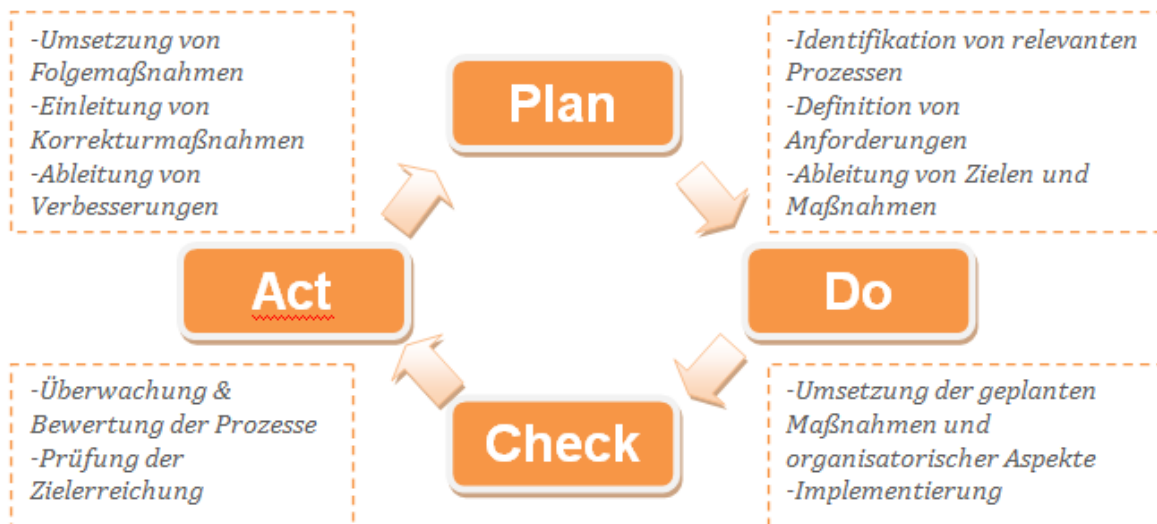 Plan
-Identifikation von relevanten
Prozessen
-Definition von
Anforderungen
-Ableitung von Zielen und
Maßnahmen
Do
-Umsetzung der geplanten
Maßnahmen und
organisatorischer Aspekte
-Implementierung
Check
-Überwachung &
Bewertung der Prozesse
-Prüfung der
Zielerreichung
Act
-Umsetzung von
Folgemaßnahmen
-Einleitung von
Korrekturmaßnahmen
-Ableitung von
Verbesserungen